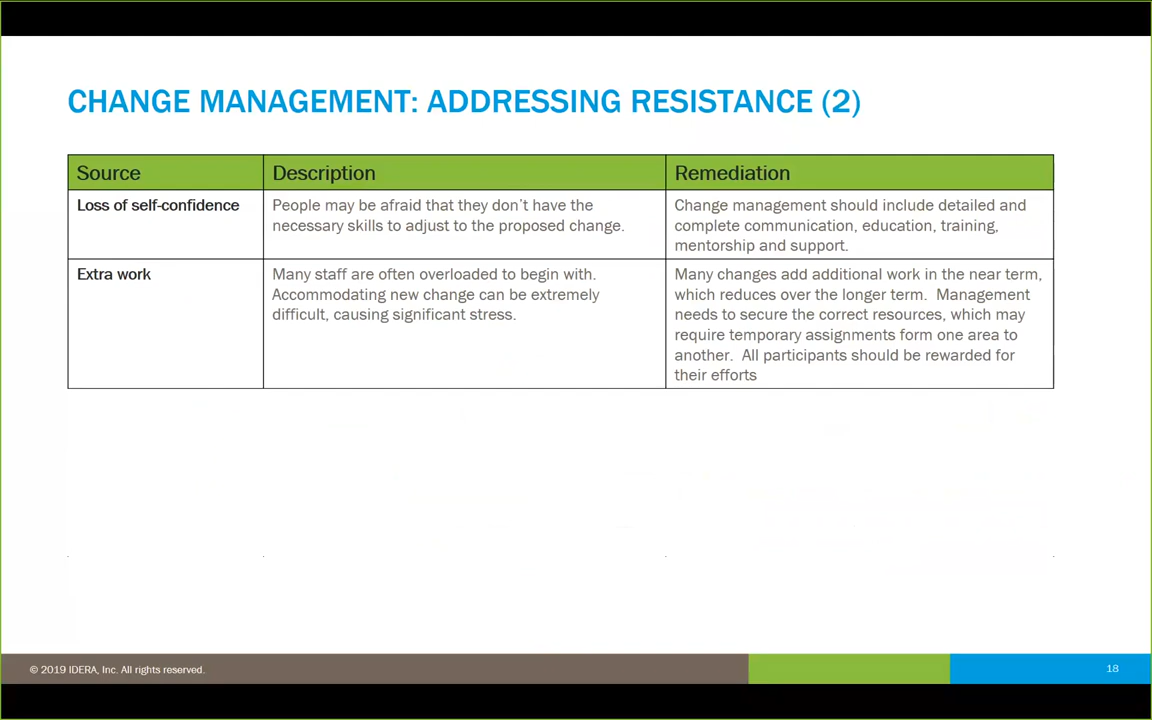 CHANGE MANAGEMENT: ADDRESSING RESISTANCE (2)
Source
Description
Remediation
Loss of self-confidence
People may be afraid that they don't have the
necessary skills to adjust to the proposed change.
Change management should include detailed and
complete communication, education, training,
mentorship and support.
Extra work
Many staff are often overloaded to begin with.
Accommodating new change can be extremely
difficult, causing significant stress.
Many changes add additional work in the near term,
which reduces over the longer term.  Management
needs to secure the correct resources, which may
require temporary assignments form one area to
another.  All participants should be rewarded for
their efforts
© 2019 IDERA, Inc. All rights reserved.
18